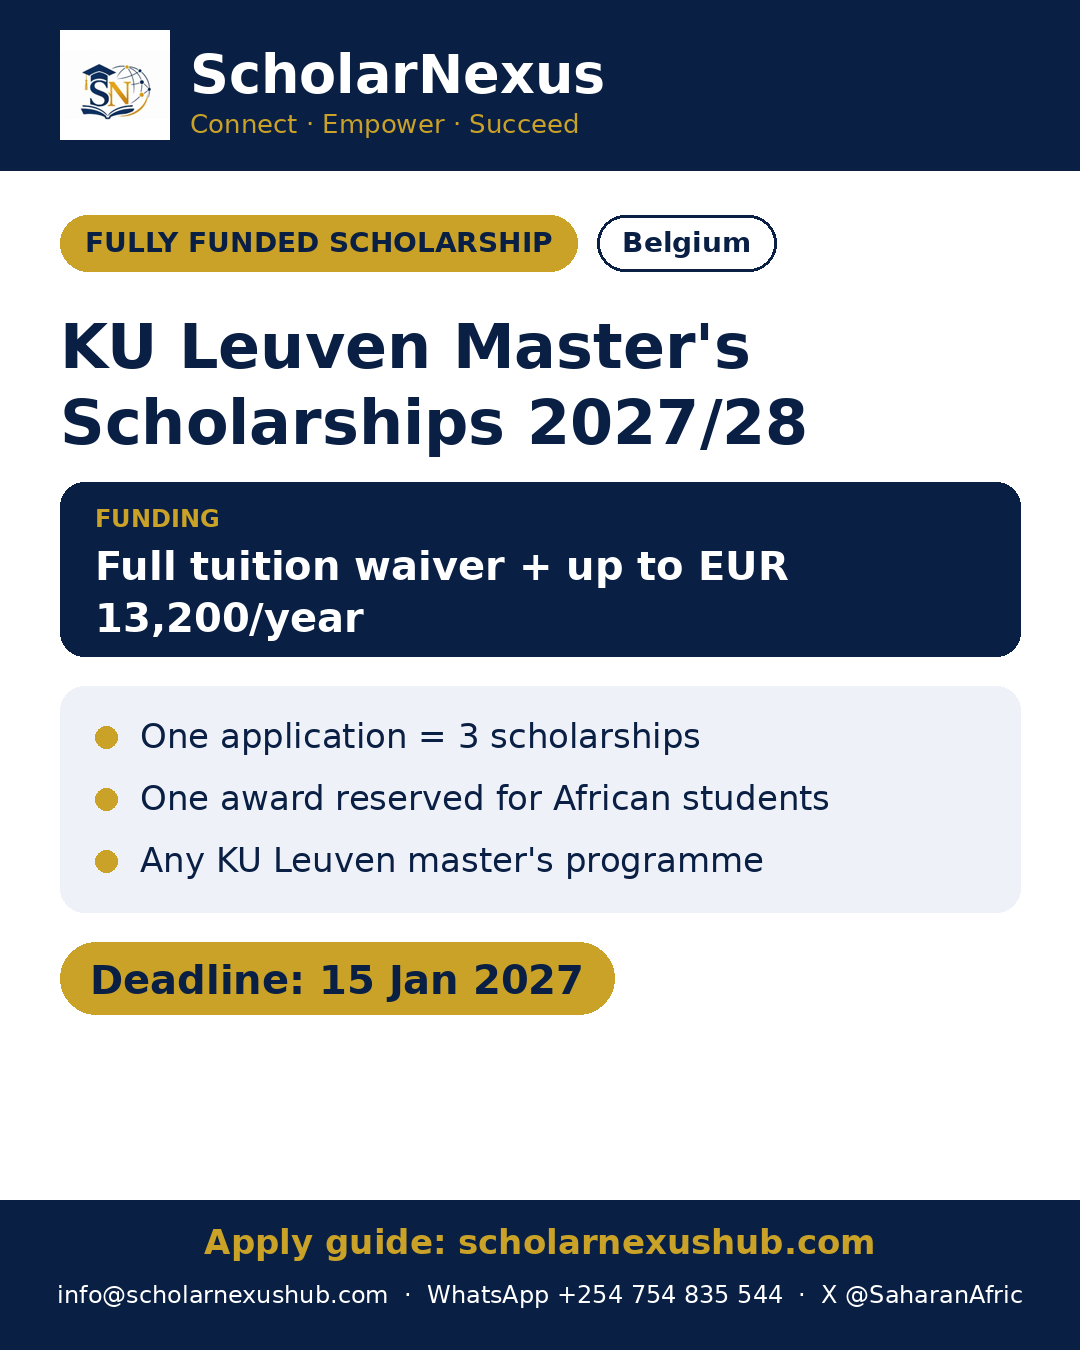 SN
ScholarNexus
Connect · Empower · Succeed
FULLY FUNDED SCHOLARSHIP
Belgium
KU Leuven Master's
Scholarships 2027/28
FUNDING
Full tuition waiver + up to EUR
13,200/year
One application = 3 scholarships
One award reserved for African students
Any KU Leuven master's programme
Deadline: 15 Jan 2027
Apply guide: scholarnexushub.com
info@scholarnexushub.com · WhatsApp +254 754 835 544 · X @SaharanAfric